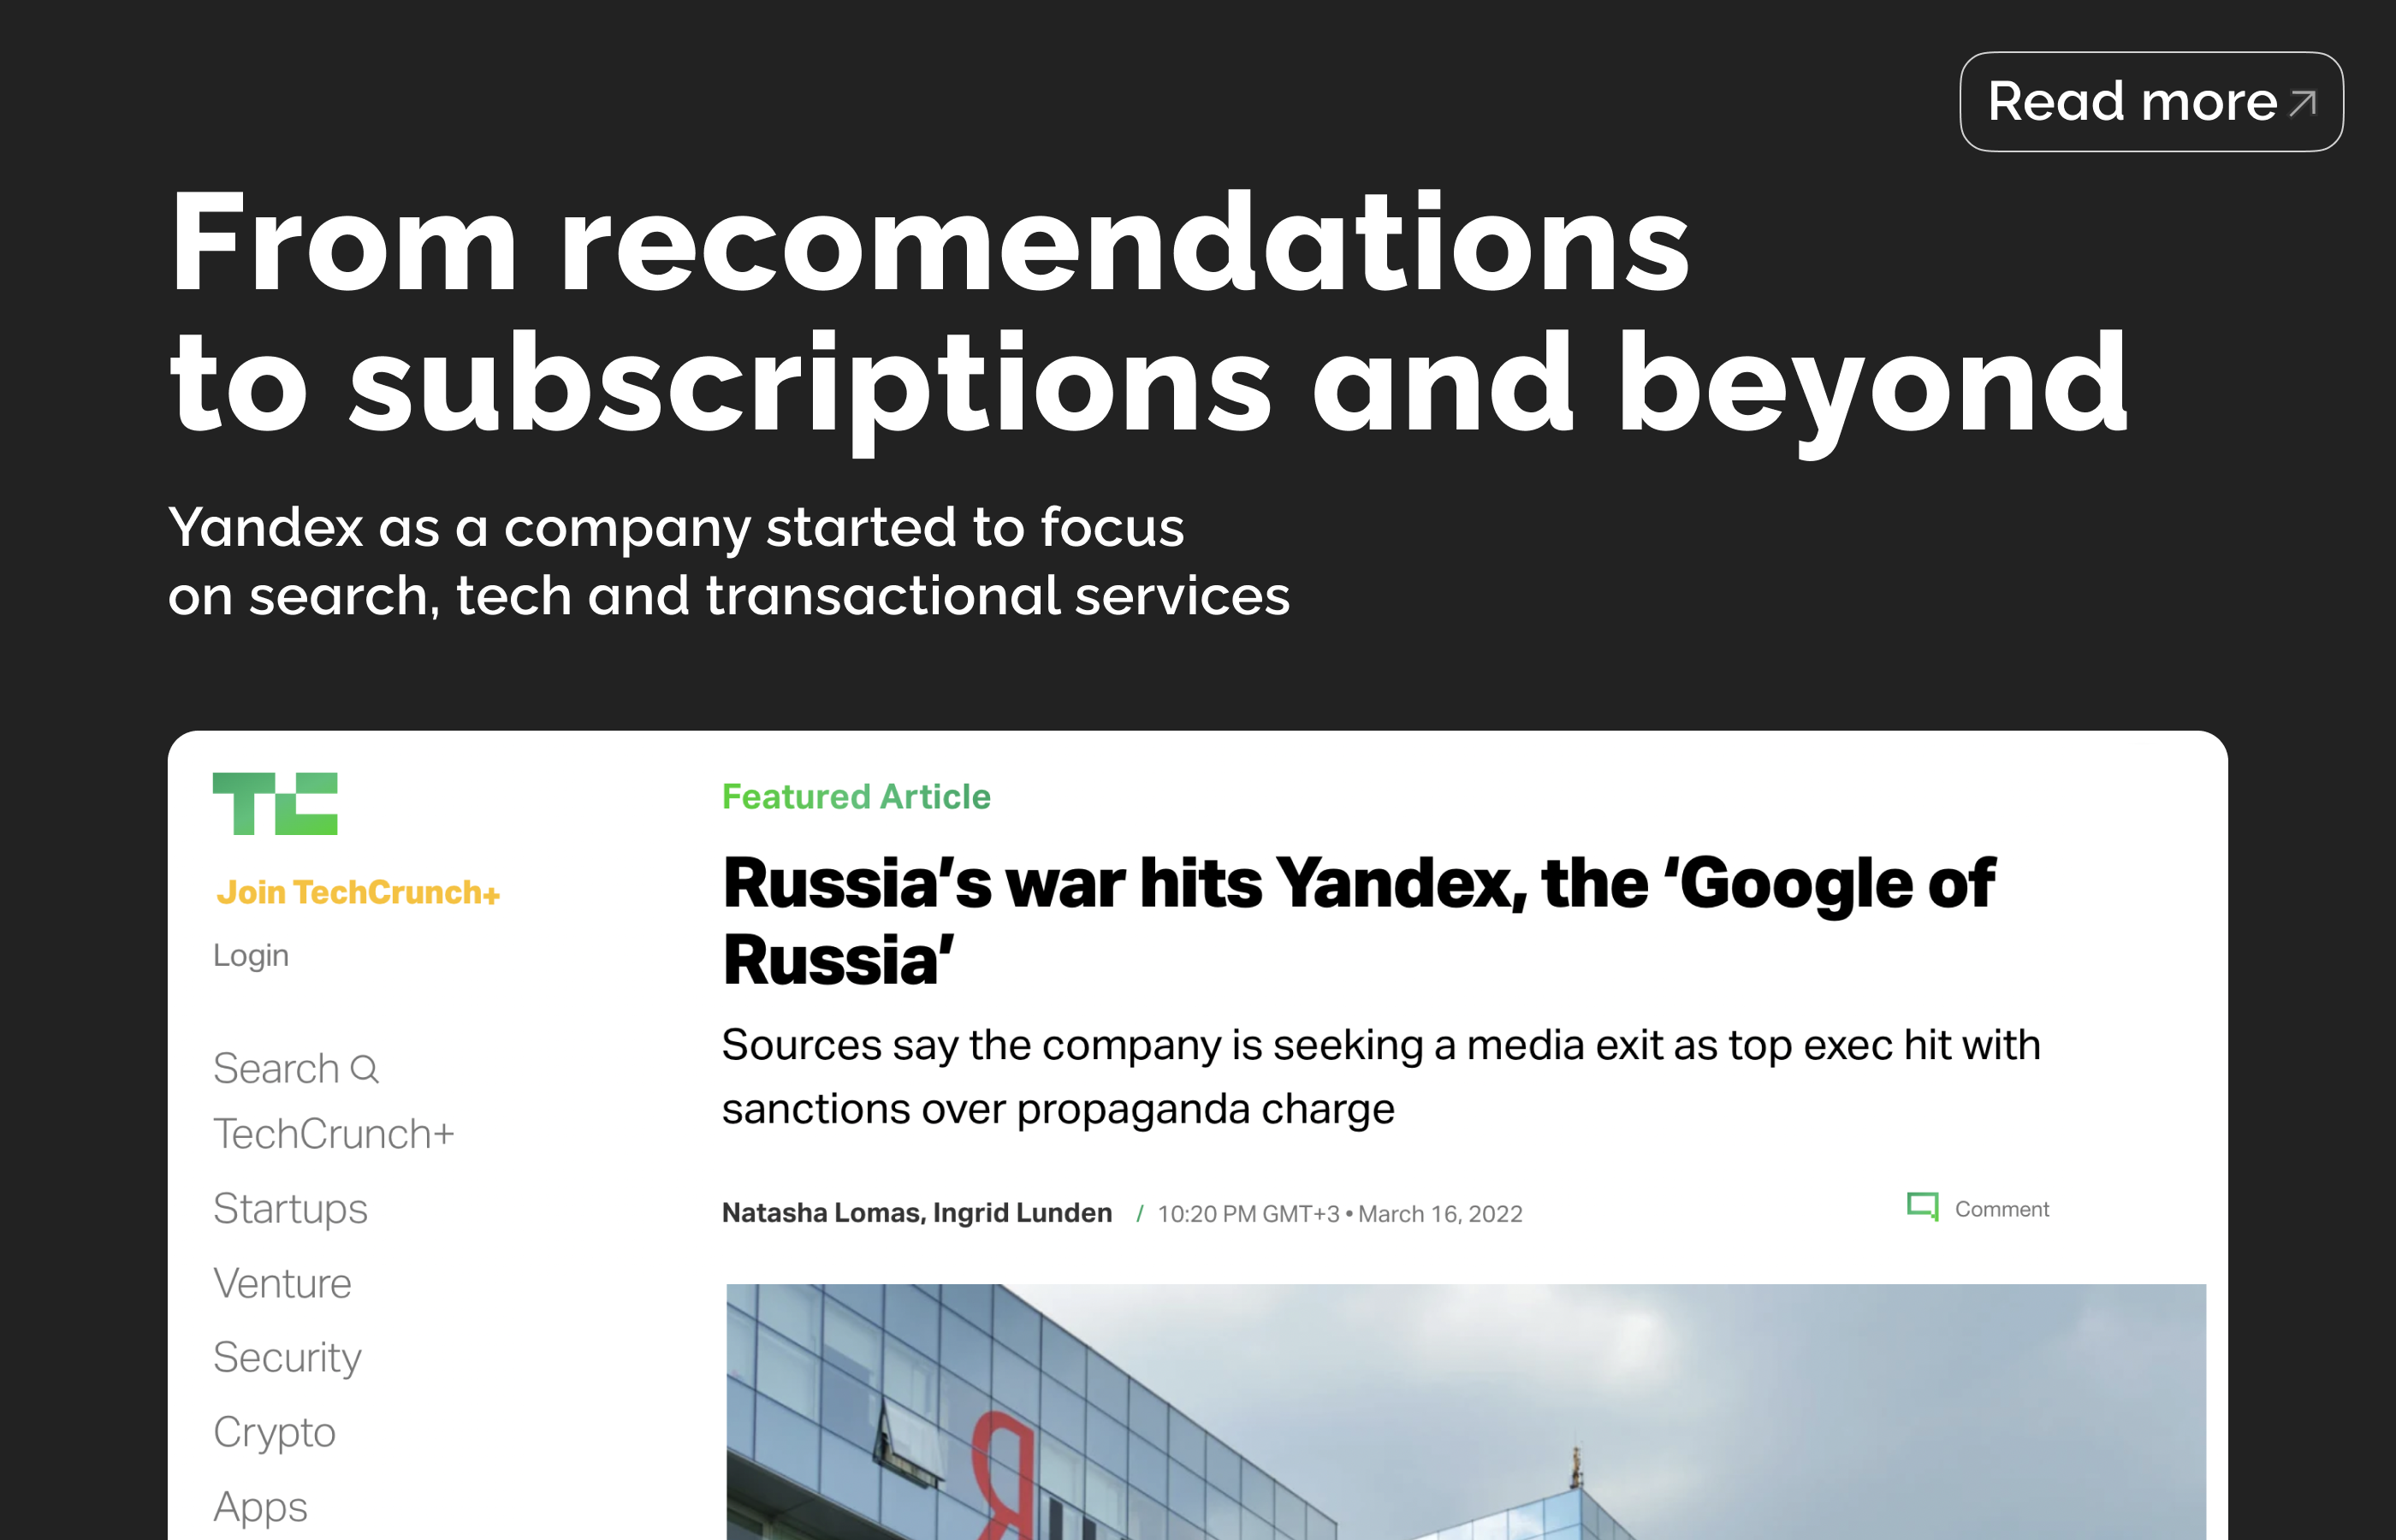 Read more
From recomendations
to subscriptions and beyond
Yandex as a company started to focus
on search, tech and transactional services
TC
Join TechCrunch+
Login
Search
TechCrunch+
Startups
Venture
Security
Crypto
Apps
Featured Article
Russia’s war hits Yandex, the ‘Google of
Russia’
Sources say the company is seeking a media exit as top exec hit with
sanctions over propaganda charge
Natasha Lomas, Ingrid Lunden / 10:20 PM GMT+3 • March 16, 2022
Comment
Я